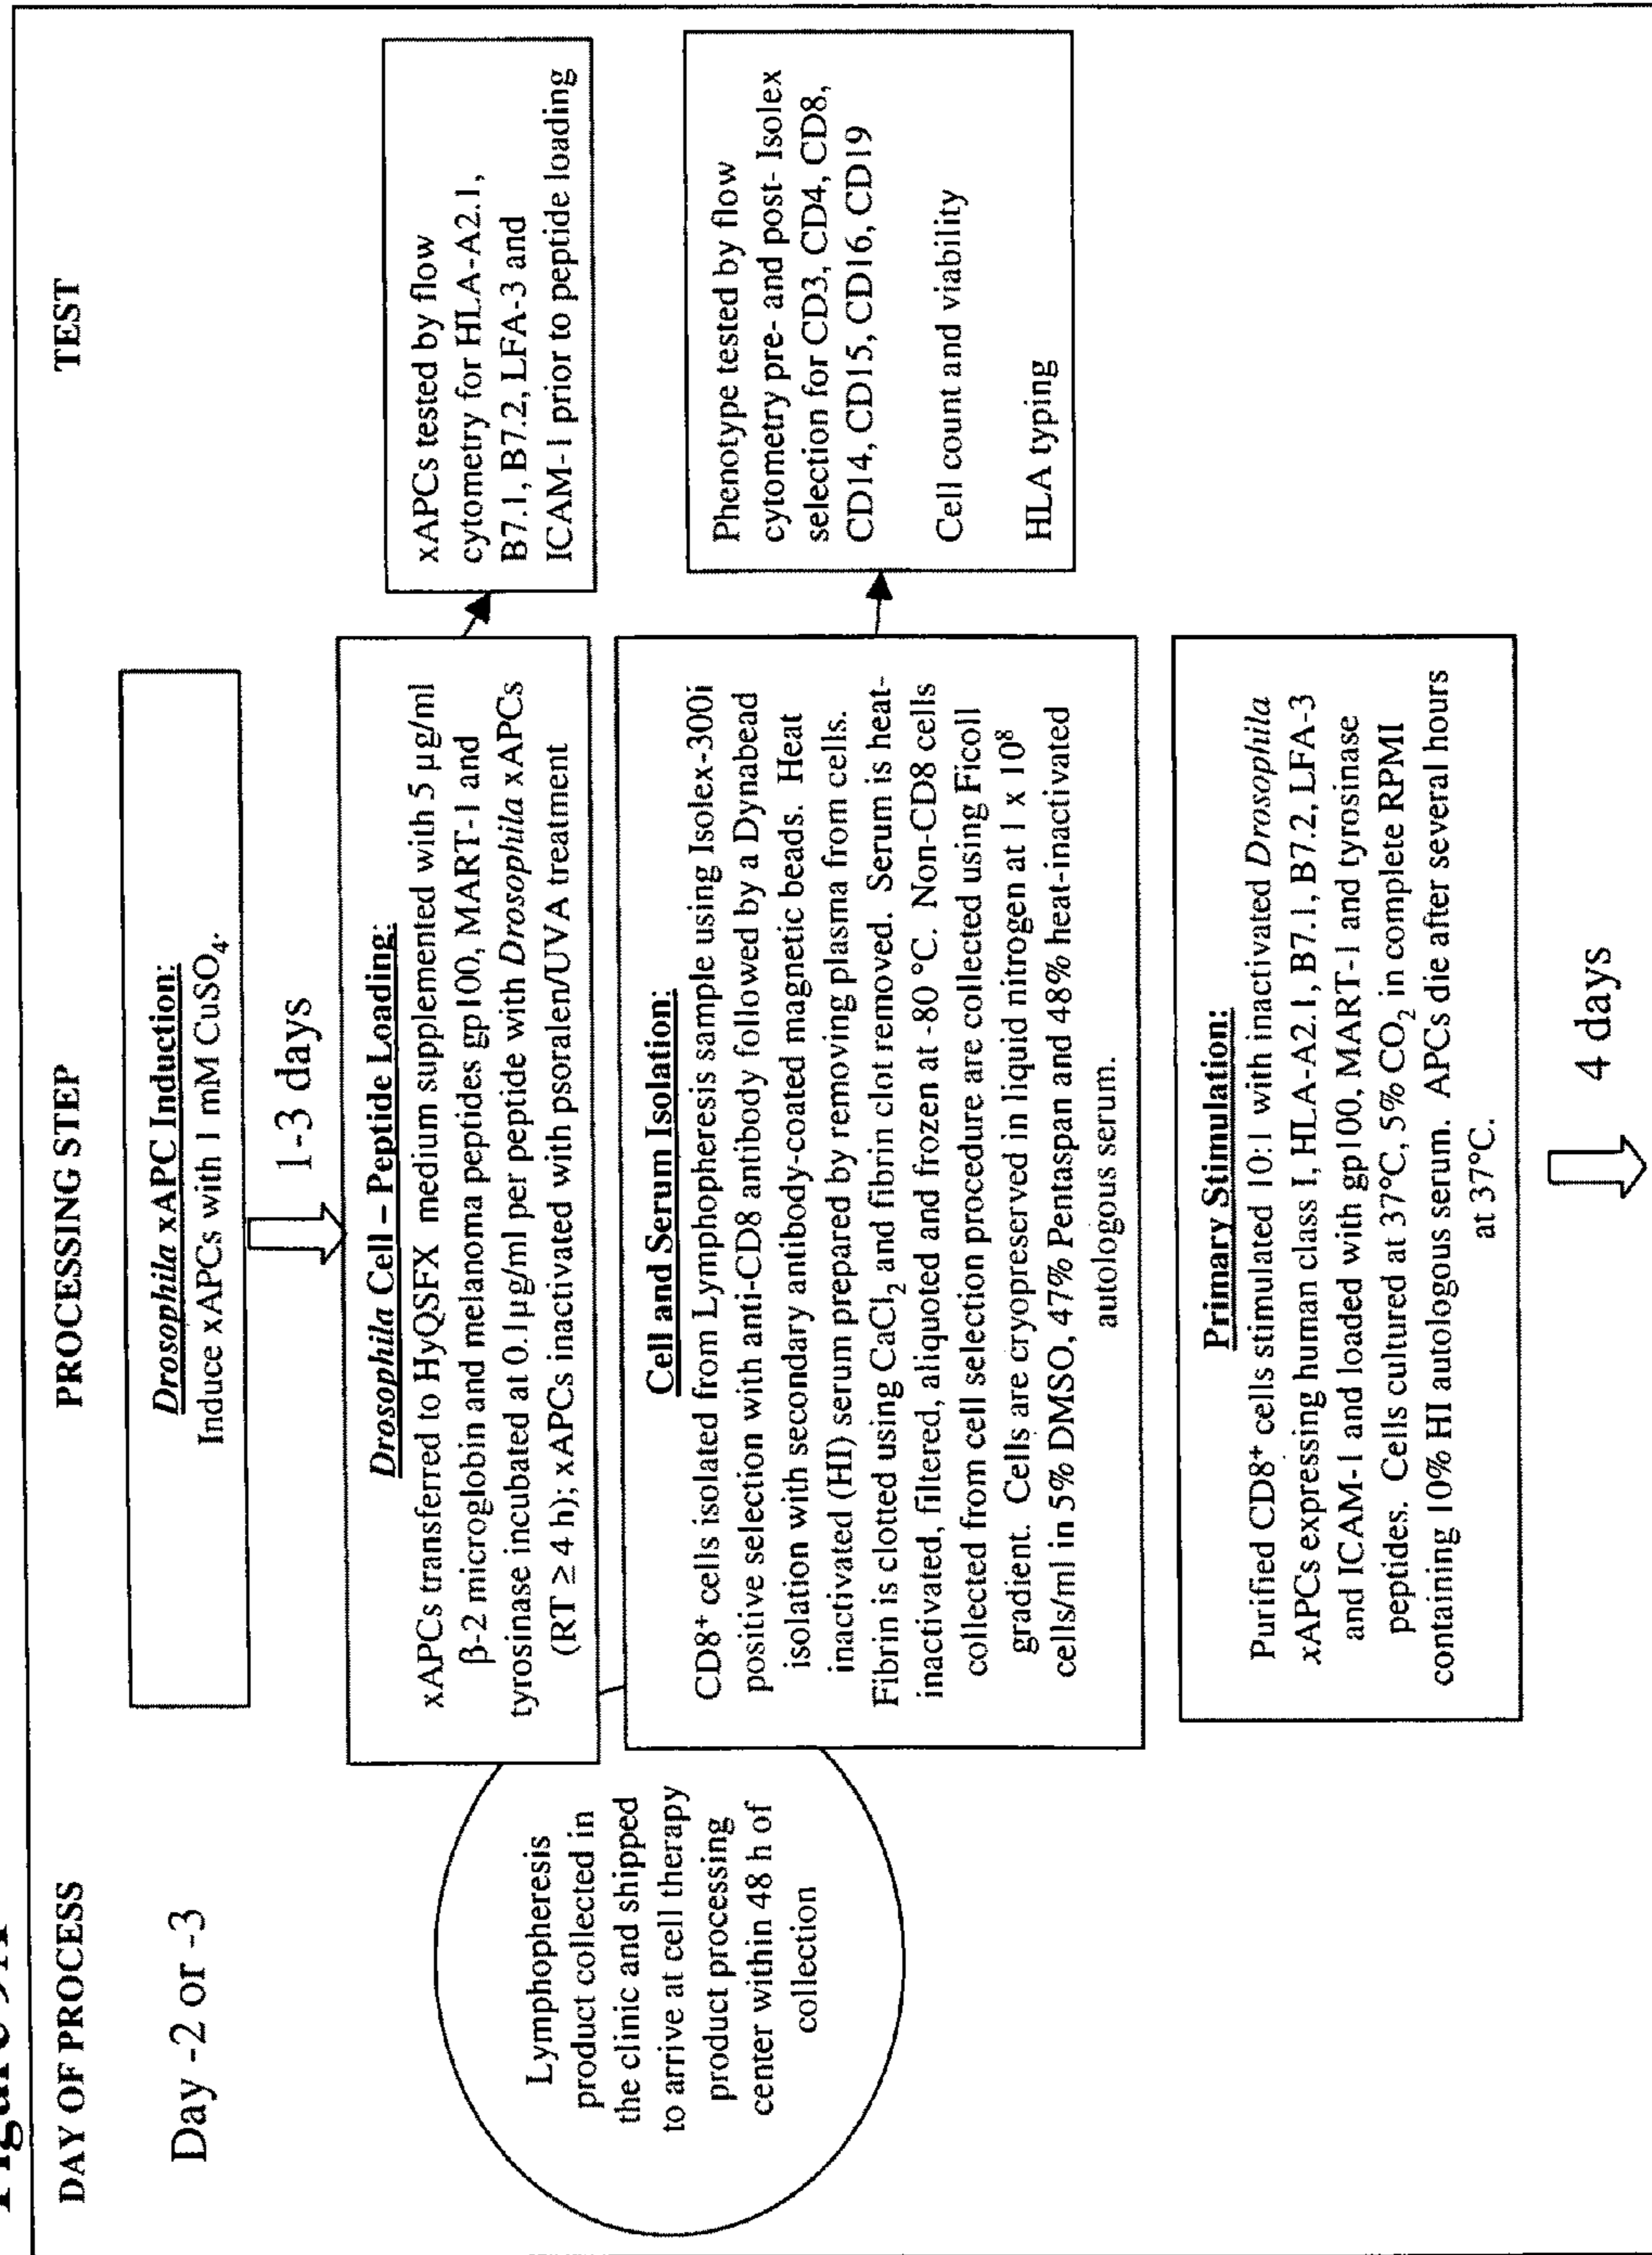 DAY OF PROCESS
PROCESSING STEP
TEST
Day -2 or -3
Drosophila xAPC Induction:
Induce xAPCs with 1 mM CuSO₄.
1-3 days
Drosophila Cell – Peptide Loading:
xAPCs transferred to HyQSFX medium supplemented with 5 µg/ml
β-2 microglobin and melanoma peptides gp100, MART-1 and
tyrosinase incubated at 0.1µg/ml per peptide with Drosophila xAPCs
(RT ≥ 4 h); xAPCs inactivated with psoralen/UVA treatment
xAPCs tested by flow
cytometry for HLA-A2.1,
B7.1, B7.2, LFA-3 and
ICAM-1 prior to peptide loading
Lymphopheresis
product collected in
the clinic and shipped
to arrive at cell therapy
product processing
center within 48 h of
collection
Cell and Serum Isolation:
CD8⁺ cells isolated from Lympheresis sample using Isolex-300i
positive selection with anti-CD8 antibody followed by a Dynabead
isolation with secondary antibody-coated magnetic beads. Heat
inactivated (HI) serum prepared by removing plasma from cells.
Fibrin is clotted using CaCl₂ and fibrin clot removed. Serum is heat-
inactivated, filtered, aliquoted and frozen at -80 °C. Non-CD8 cells
collected from cell selection procedure are collected using Ficoll
gradient. Cells are cryopreserved in liquid nitrogen at 1 x 10⁸
cells/ml in 5% DMSO, 47% Pentaspan and 48% heat-inactivated
autologous serum.
Phenotype tested by flow
cytometry pre- and post- Isolex
selection for CD3, CD4, CD8,
CD14, CD15, CD16, CD19
Cell count and viability
HLA typing
Primary Stimulation:
Purified CD8⁺ cells stimulated 10:1 with inactivated Drosophila
xAPCs expressing human class I, HLA-A2.1, B7.1, B7.2, LFA-3
and ICAM-1 and loaded with gp100, MART-1 and tyrosinase
peptides. Cells cultured at 37°C, 5% CO₂ in complete RPMI
containing 10% HI autologous serum. APCs die after several hours
at 37°C.
4 days